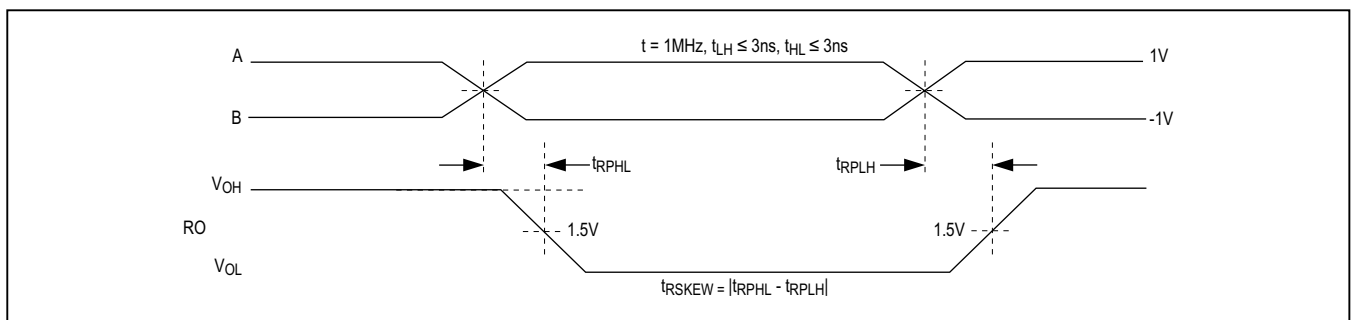 A
t = 1MHz, tLH ≤ 3ns, tHL ≤ 3ns
1V
B
-1V
tRPHL
tRPLH
VOH
RO
1.5V
1.5V
VOL
tRSKEW = |tRPHL - tRPLH|